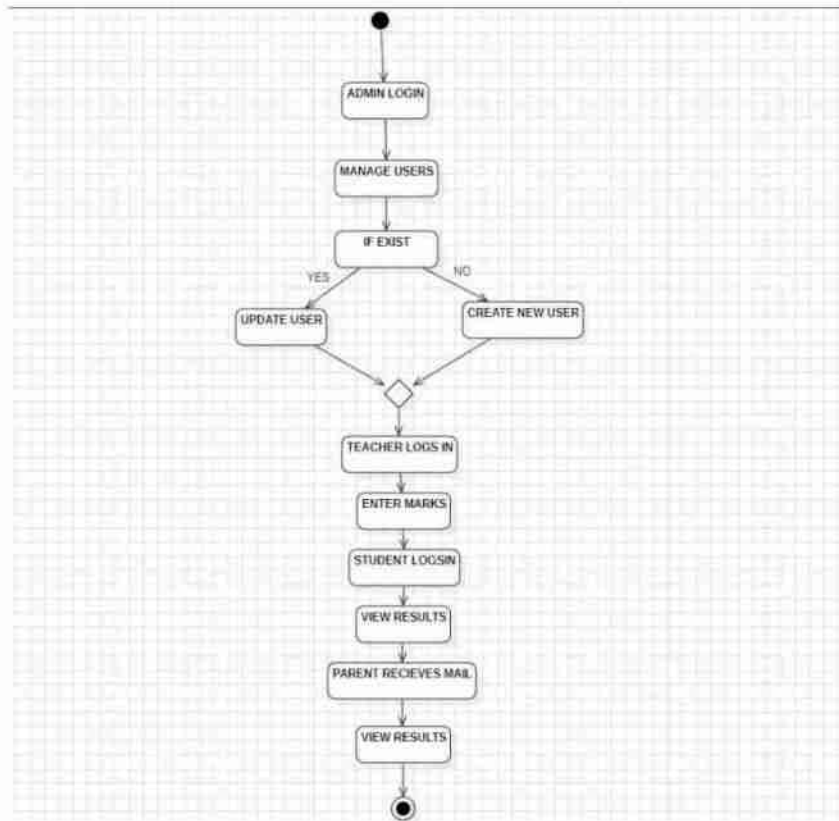 ADMIN LOGIN
MANAGE USERS
IF EXIST
YES
NO
UPDATE USER
CREATE NEW USER
TEACHER LOGS IN
ENTER MARKS
STUDENT LOGSIN
VIEW RESULTS
PARENT RECIEVES MAIL
VIEW RESULTS